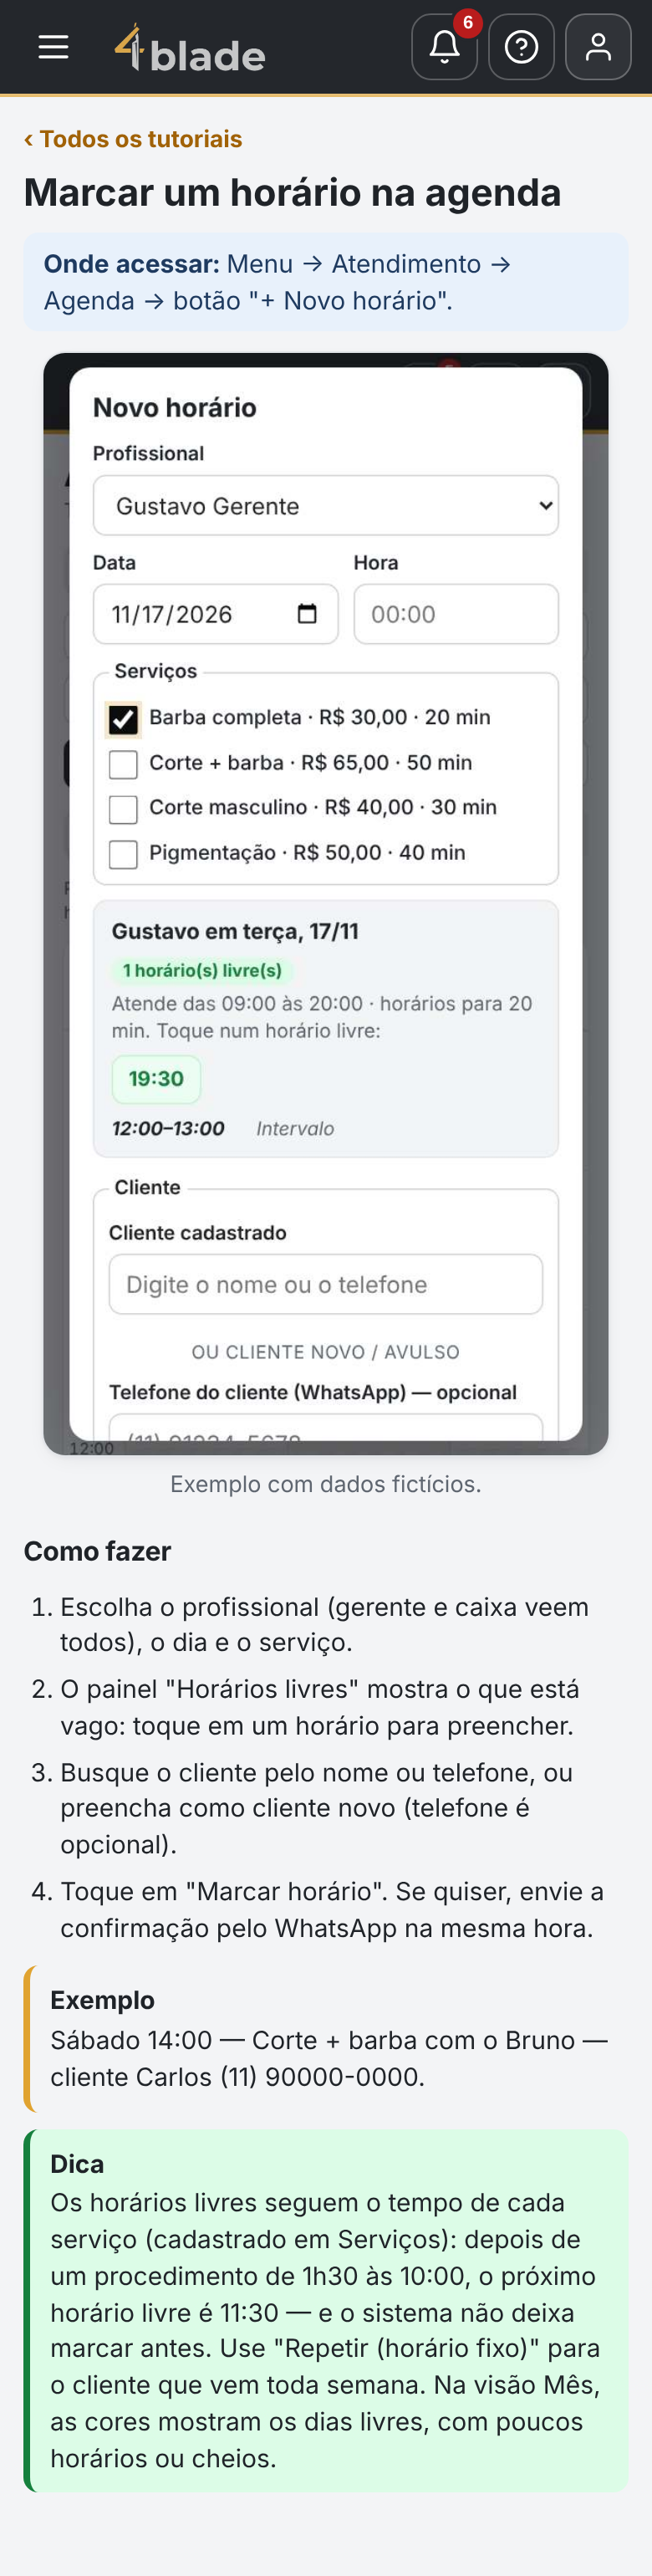 6
4blade
‹ Todos os tutoriais
Marcar um horário na agenda
Onde acessar: Menu → Atendimento →
Agenda → botão "+ Novo horário".
Novo horário
Profissional
Gustavo Gerente
Data
Hora
11/17/2026
00:00
Serviços
Barba completa · R$ 30,00 · 20 min
Corte + barba · R$ 65,00 · 50 min
Corte masculino · R$ 40,00 · 30 min
Pigmentação · R$ 50,00 · 40 min
Gustavo em terça, 17/11
1 horário(s) livre(s)
Atende das 09:00 às 20:00 · horários para 20
min. Toque num horário livre:
19:30
12:00–13:00 Intervalo
Cliente
Cliente cadastrado
Digite o nome ou o telefone
OU CLIENTE NOVO / AVULSO
Telefone do cliente (WhatsApp) — opcional
12:00
Exemplo com dados fictícios.
Como fazer
1. Escolha o profissional (gerente e caixa veem
todos), o dia e o serviço.
2. O painel "Horários livres" mostra o que está
vago: toque em um horário para preencher.
3. Busque o cliente pelo nome ou telefone, ou
preencha como cliente novo (telefone é
opcional).
4. Toque em "Marcar horário". Se quiser, envie a
confirmação pelo WhatsApp na mesma hora.
Exemplo
Sábado 14:00 — Corte + barba com o Bruno —
cliente Carlos (11) 90000-0000.
Dica
Os horários livres seguem o tempo de cada
serviço (cadastrado em Serviços): depois de
um procedimento de 1h30 às 10:00, o próximo
horário livre é 11:30 — e o sistema não deixa
marcar antes. Use "Repetir (horário fixo)" para
o cliente que vem toda semana. Na visão Mês,
as cores mostram os dias livres, com poucos
horários ou cheios.